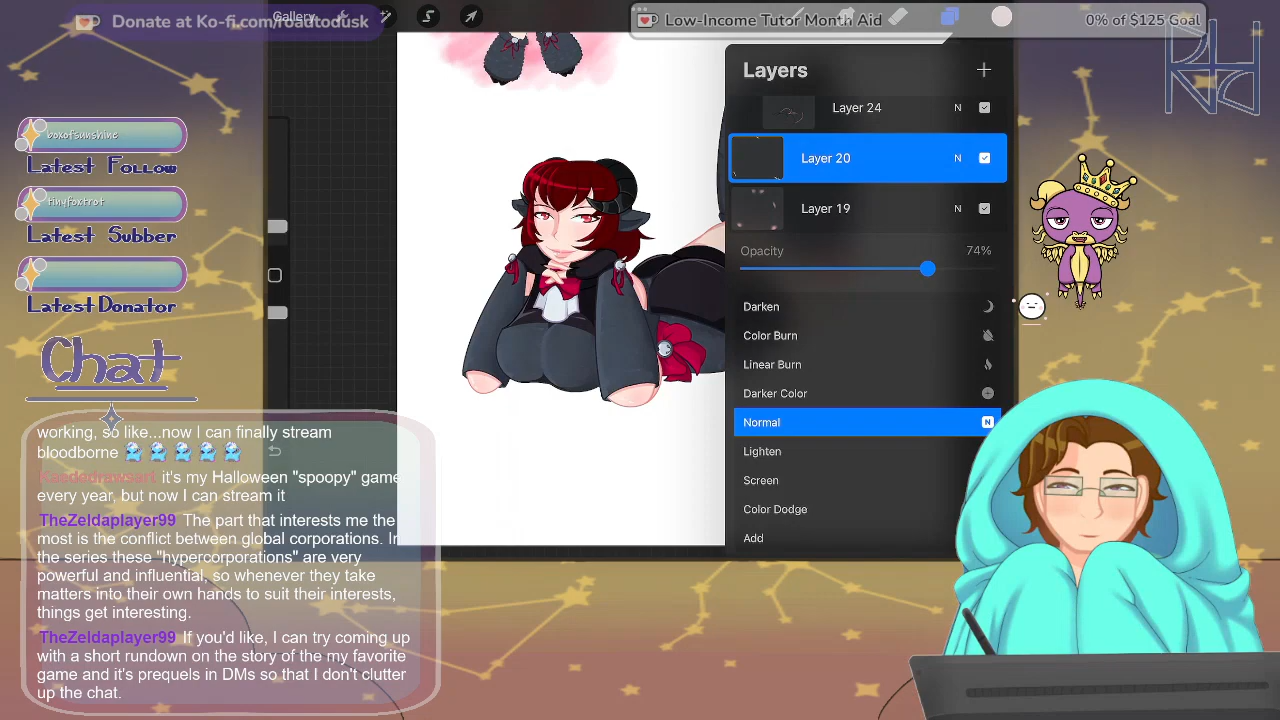 Donate at Ko-fi.com/roadtodusk
Gallery
Low-Income Tutor Month Aid
0% of $125 Goal
boxofsunshine
Latest Follow
tinyfoxtrot
Latest Subber
Latest Donator
Chat
working, so like...now I can finally stream
bloodborne
Kaededrawsart it's my Halloween "spoopy" game
every year, but now I can stream it
TheZeldaplayer99 The part that interests me the
most is the conflict between global corporations. In
the series these "hypercorporations" are very
powerful and influential, so whenever they take
matters into their own hands to suit their interests,
things get interesting.
TheZeldaplayer99 If you'd like, I can try coming up
with a short rundown on the story of the my favorite
game and it's prequels in DMs so that I don't clutter
up the chat.
Layers
Layer 24 N
Layer 20 N
Layer 19 N
Opacity 74%
Darken
Color Burn
Linear Burn
Darker Color
Normal N
Lighten
Screen
Color Dodge
Add